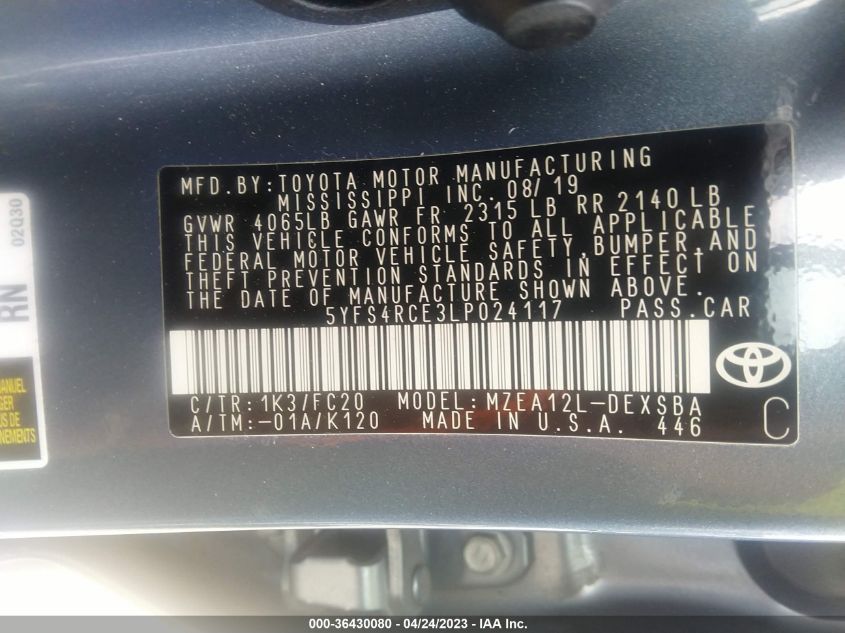 MFD.BY:TOYOTA MOTOR MANUFACTURING
MISSISSIPPI INC. 08/19
GVWR 4065LB GAWR FR 2315 LB RR 2140LB
THIS VEHICLE CONFORMS TO ALL APPLICABLE
FEDERAL MOTOR VEHICLE SAFETY,BUMPER,AND
THEFT PREVENTION STANDARDS IN EFFECT ON
THE DATE OF MANUFACTURE SHOWN ABOVE.
5YFS4RCE3LP024117 PASS.CAR
C/TR:1K3/FC20 MODEL:MZEA12L-DEXSBA
A/TM:-01A/K120 MADE IN U.S.A. 446
C
RN 02Q30
000-36430080 - 04/24/2023 - IAA Inc.